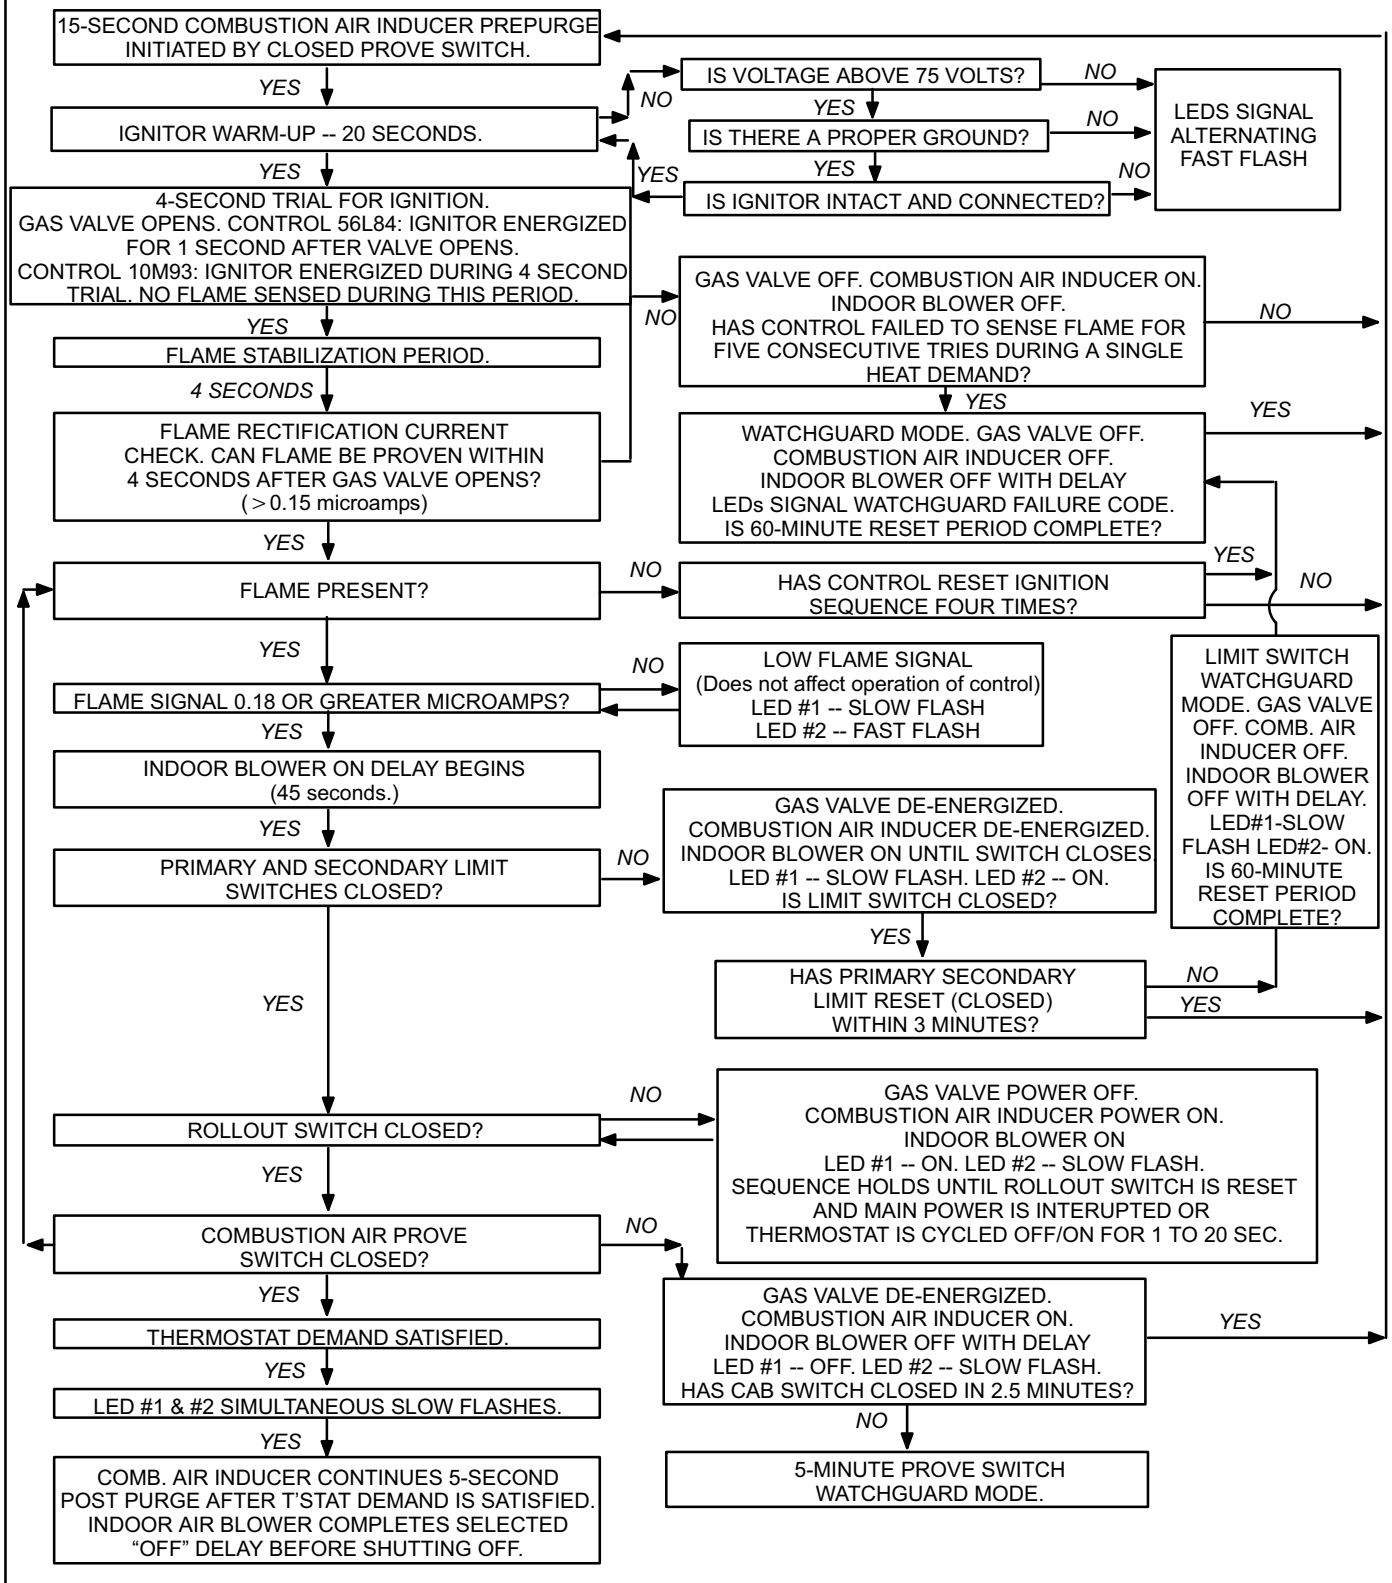 15-SECOND COMBUSTION AIR INDUCER PREPURGE
INITIATED BY CLOSED PROVE SWITCH.
YES
IGNITOR WARM-UP -- 20 SECONDS.
NO
IS VOLTAGE ABOVE 75 VOLTS?
NO
YES
IS THERE A PROPER GROUND?
NO
YES
IS IGNITOR INTACT AND CONNECTED?
NO
YES
LEDS SIGNAL
ALTERNATING
FAST FLASH
YES
4-SECOND TRIAL FOR IGNITION.
GAS VALVE OPENS. CONTROL 56L84: IGNITOR ENERGIZED
FOR 1 SECOND AFTER VALVE OPENS.
CONTROL 10M93: IGNITOR ENERGIZED DURING 4 SECOND
TRIAL. NO FLAME SENSED DURING THIS PERIOD.
NO
GAS VALVE OFF. COMBUSTION AIR INDUCER ON.
INDOOR BLOWER OFF.
HAS CONTROL FAILED TO SENSE FLAME FOR
FIVE CONSECUTIVE TRIES DURING A SINGLE
HEAT DEMAND?
NO
YES
FLAME STABILIZATION PERIOD.
4 SECONDS
YES
FLAME RECTIFICATION CURRENT
CHECK. CAN FLAME BE PROVEN WITHIN
4 SECONDS AFTER GAS VALVE OPENS?
(>0.15 microamps)
WATCHGUARD MODE. GAS VALVE OFF.
COMBUSTION AIR INDUCER OFF.
INDOOR BLOWER OFF WITH DELAY
LEDs SIGNAL WATCHGUARD FAILURE CODE.
IS 60-MINUTE RESET PERIOD COMPLETE?
YES
YES
FLAME PRESENT?
NO
HAS CONTROL RESET IGNITION
SEQUENCE FOUR TIMES?
YES
NO
YES
FLAME SIGNAL 0.18 OR GREATER MICROAMPS?
NO
LOW FLAME SIGNAL
(Does not affect operation of control)
LED #1 -- SLOW FLASH
LED #2 -- FAST FLASH
LIMIT SWITCH
WATCHGUARD
MODE. GAS VALVE
OFF. COMB. AIR
INDUCER OFF.
INDOOR BLOWER
OFF WITH DELAY.
LED#1-SLOW
FLASH LED#2- ON.
IS 60-MINUTE
RESET PERIOD
COMPLETE?
YES
INDOOR BLOWER ON DELAY BEGINS
(45 seconds.)
YES
PRIMARY AND SECONDARY LIMIT
SWITCHES CLOSED?
NO
GAS VALVE DE-ENERGIZED.
COMBUSTION AIR INDUCER DE-ENERGIZED.
INDOOR BLOWER ON UNTIL SWITCH CLOSES.
LED #1 -- SLOW FLASH. LED #2 -- ON.
IS LIMIT SWITCH CLOSED?
YES
HAS PRIMARY SECONDARY
LIMIT RESET (CLOSED)
WITHIN 3 MINUTES?
NO
YES
YES
ROLLOUT SWITCH CLOSED?
NO
GAS VALVE POWER OFF.
COMBUSTION AIR INDUCER POWER ON.
INDOOR BLOWER ON
LED #1 -- ON. LED #2 -- SLOW FLASH.
SEQUENCE HOLDS UNTIL ROLLOUT SWITCH IS RESET
AND MAIN POWER IS INTERUPTED OR
THERMOSTAT IS CYCLED OFF/ON FOR 1 TO 20 SEC.
YES
COMBUSTION AIR PROVE
SWITCH CLOSED?
NO
GAS VALVE DE-ENERGIZED.
COMBUSTION AIR INDUCER ON.
INDOOR BLOWER OFF WITH DELAY
LED #1 -- OFF. LED #2 -- SLOW FLASH.
HAS CAB SWITCH CLOSED IN 2.5 MINUTES?
YES
NO
5-MINUTE PROVE SWITCH
WATCHGUARD MODE.
YES
THERMOSTAT DEMAND SATISFIED.
YES
LED #1 & #2 SIMULTANEOUS SLOW FLASHES.
YES
COMB. AIR INDUCER CONTINUES 5-SECOND
POST PURGE AFTER T'STAT DEMAND IS SATISFIED.
INDOOR AIR BLOWER COMPLETES SELECTED
“OFF” DELAY BEFORE SHUTTING OFF.